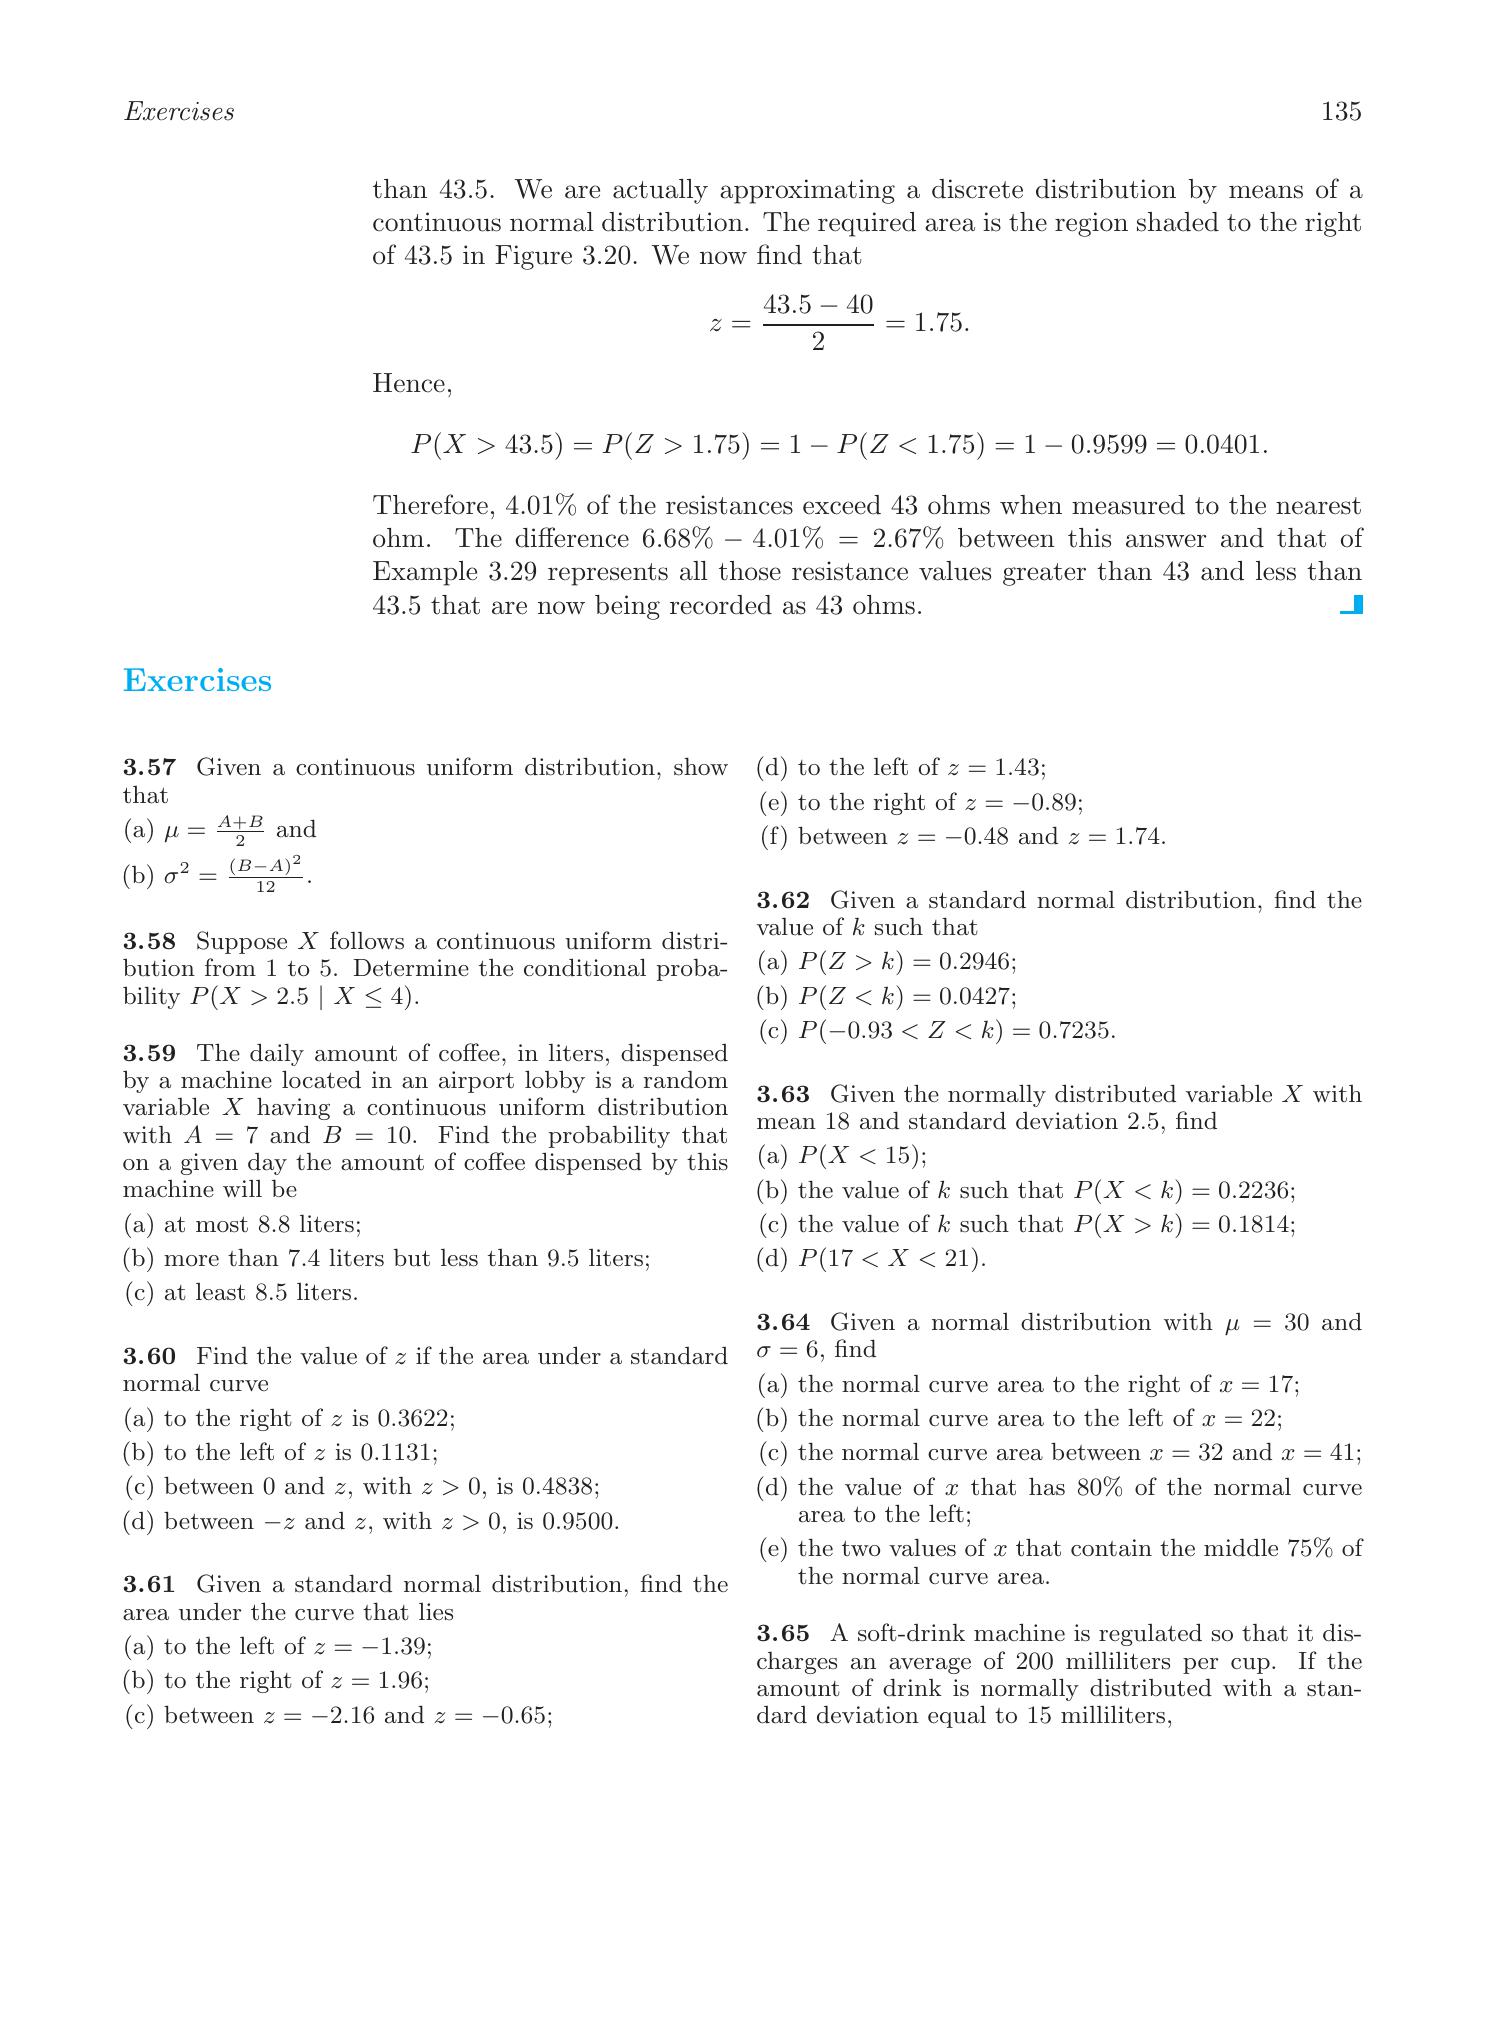 Exercises 135
than 43.5. We are actually approximating a discrete distribution by means of a
continuous normal distribution. The required area is the region shaded to the right
of 43.5 in Figure 3.20. We now find that
z = \frac{43.5 − 40}{2} = 1.75.
Hence,
P(X > 43.5) = P(Z > 1.75) = 1 − P(Z < 1.75) = 1 − 0.9599 = 0.0401.
Therefore, 4.01% of the resistances exceed 43 ohms when measured to the nearest
ohm. The difference 6.68% − 4.01% = 2.67% between this answer and that of
Example 3.29 represents all those resistance values greater than 43 and less than
43.5 that are now being recorded as 43 ohms.
Exercises
3.57 Given a continuous uniform distribution, show
that
(a) μ = \frac{A+B}{2} and
(b) σ² = \frac{(B−A)²}{12}.
3.58 Suppose X follows a continuous uniform distri-
bution from 1 to 5. Determine the conditional proba-
bility P(X > 2.5 | X ≤ 4).
3.59 The daily amount of coffee, in liters, dispensed
by a machine located in an airport lobby is a random
variable X having a continuous uniform distribution
with A = 7 and B = 10. Find the probability that
on a given day the amount of coffee dispensed by this
machine will be
(a) at most 8.8 liters;
(b) more than 7.4 liters but less than 9.5 liters;
(c) at least 8.5 liters.
3.60 Find the value of z if the area under a standard
normal curve
(a) to the right of z is 0.3622;
(b) to the left of z is 0.1131;
(c) between 0 and z, with z > 0, is 0.4838;
(d) between −z and z, with z > 0, is 0.9500.
3.61 Given a standard normal distribution, find the
area under the curve that lies
(a) to the left of z = −1.39;
(b) to the right of z = 1.96;
(c) between z = −2.16 and z = −0.65;
(d) to the left of z = 1.43;
(e) to the right of z = −0.89;
(f) between z = −0.48 and z = 1.74.
3.62 Given a standard normal distribution, find the
value of k such that
(a) P(Z > k) = 0.2946;
(b) P(Z < k) = 0.0427;
(c) P(−0.93 < Z < k) = 0.7235.
3.63 Given the normally distributed variable X with
mean 18 and standard deviation 2.5, find
(a) P(X < 15);
(b) the value of k such that P(X < k) = 0.2236;
(c) the value of k such that P(X > k) = 0.1814;
(d) P(17 < X < 21).
3.64 Given a normal distribution with μ = 30 and
σ = 6, find
(a) the normal curve area to the right of x = 17;
(b) the normal curve area to the left of x = 22;
(c) the normal curve area between x = 32 and x = 41;
(d) the value of x that has 80% of the normal curve
area to the left;
(e) the two values of x that contain the middle 75% of
the normal curve area.
3.65 A soft-drink machine is regulated so that it dis-
charges an average of 200 milliliters per cup. If the
amount of drink is normally distributed with a stan-
dard deviation equal to 15 milliliters,